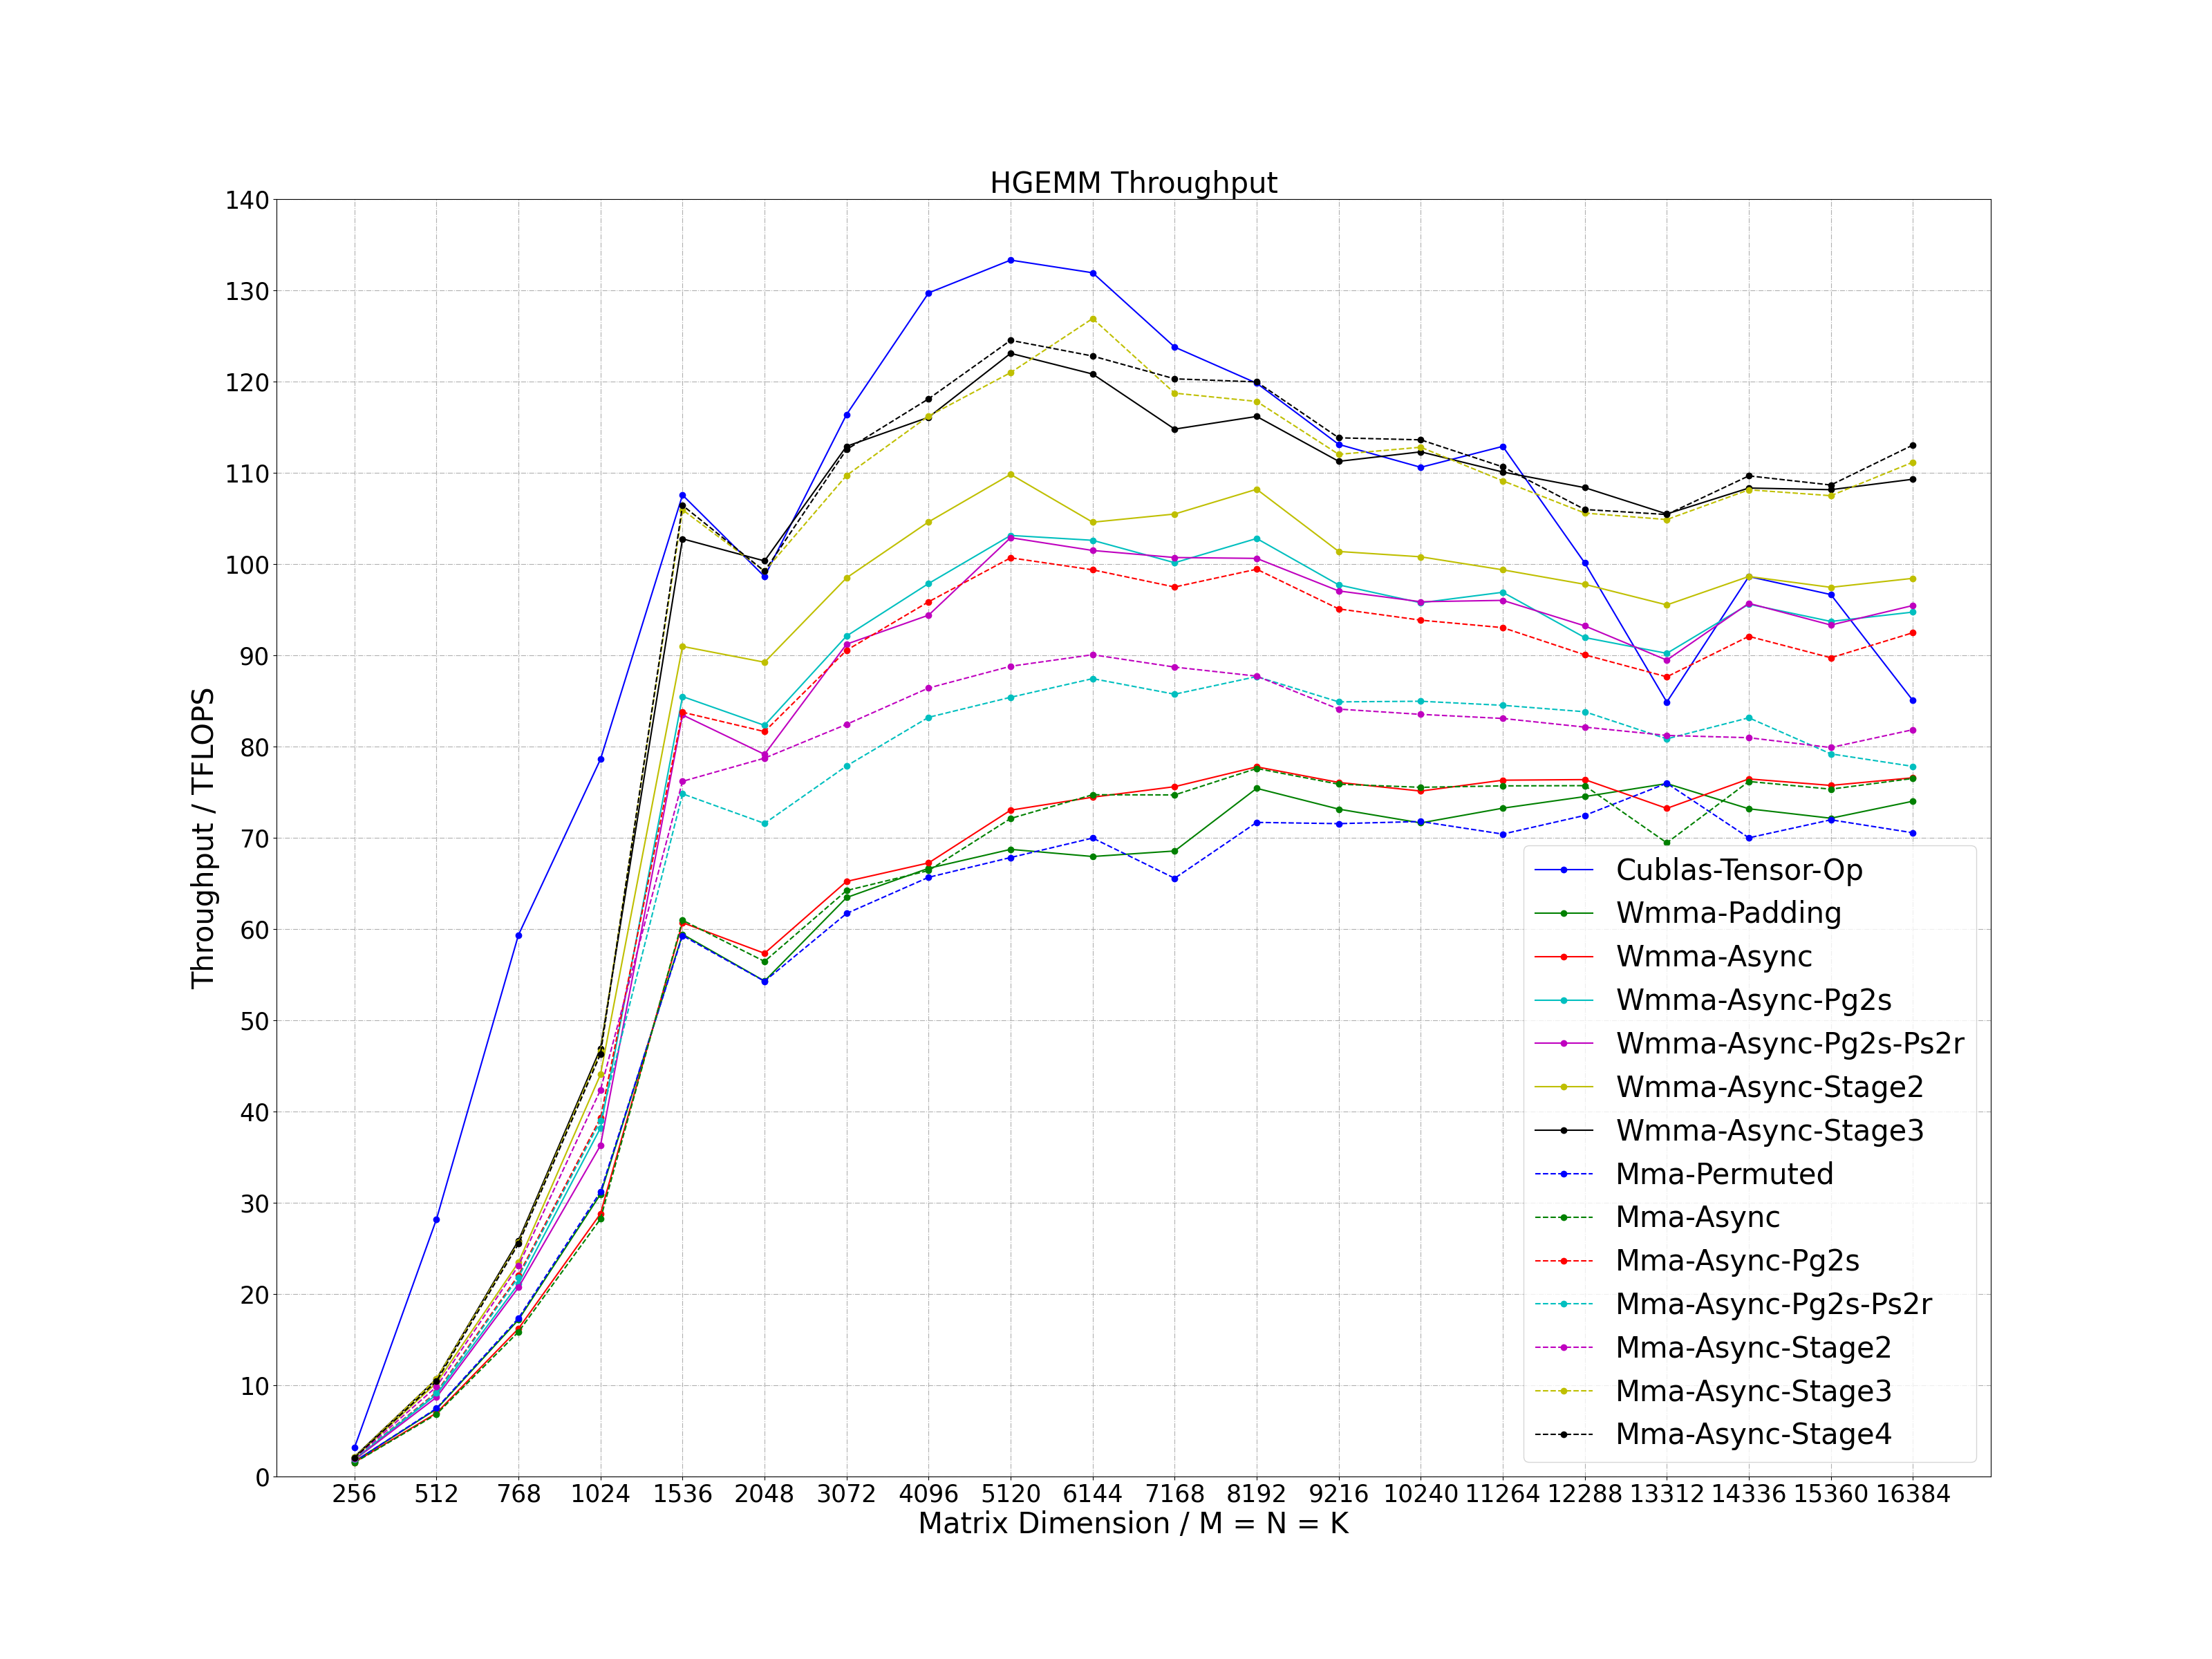 HGEMM Throughput
140
130
120
110
100
90
80
70
60
50
40
30
20
10
0
Throughput / TFLOPS
256 512 768 1024 1536 2048 3072 4096 5120 6144 7168 8192 9216 10240 11264 12288 13312 14336 15360 16384
Matrix Dimension / M = N = K
Cublas-Tensor-Op
Wmma-Padding
Wmma-Async
Wmma-Async-Pg2s
Wmma-Async-Pg2s-Ps2r
Wmma-Async-Stage2
Wmma-Async-Stage3
Mma-Permuted
Mma-Async
Mma-Async-Pg2s
Mma-Async-Pg2s-Ps2r
Mma-Async-Stage2
Mma-Async-Stage3
Mma-Async-Stage4